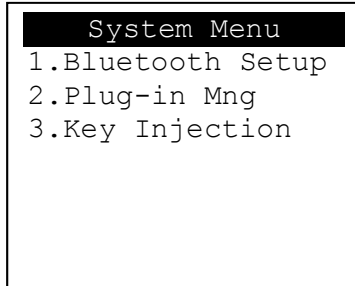 System Menu
1.Bluetooth Setup
2.Plug-in Mng
3.Key Injection